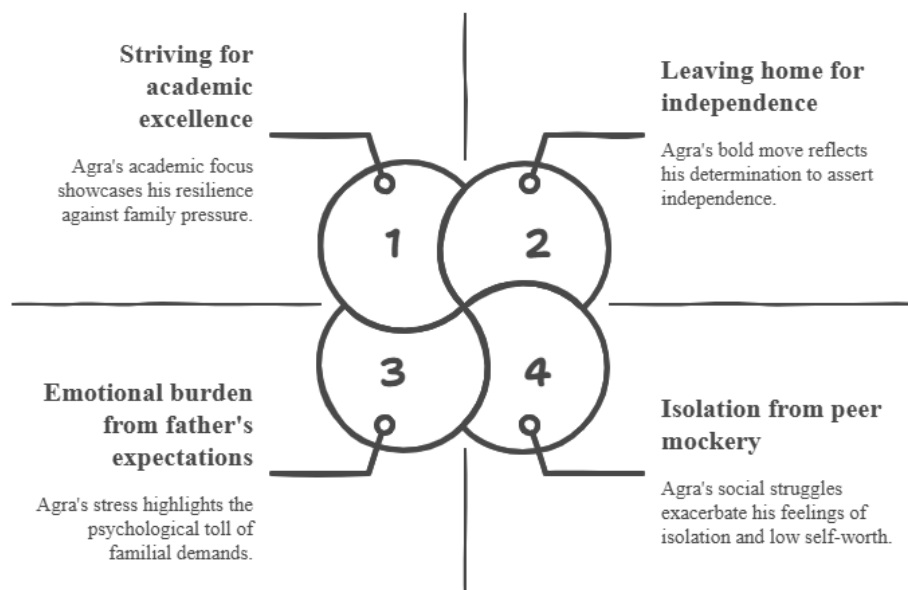 Striving for
academic
excellence
Agra's academic focus
showcases his resilience
against family pressure.
Leaving home for
independence
Agra's bold move reflects
his determination to assert
independence.
1
2
3
4
Emotional burden
from father's
expectations
Agra's stress highlights the
psychological toll of
familial demands.
Isolation from peer
mockery
Agra's social struggles
exacerbate his feelings of
isolation and low self-worth.